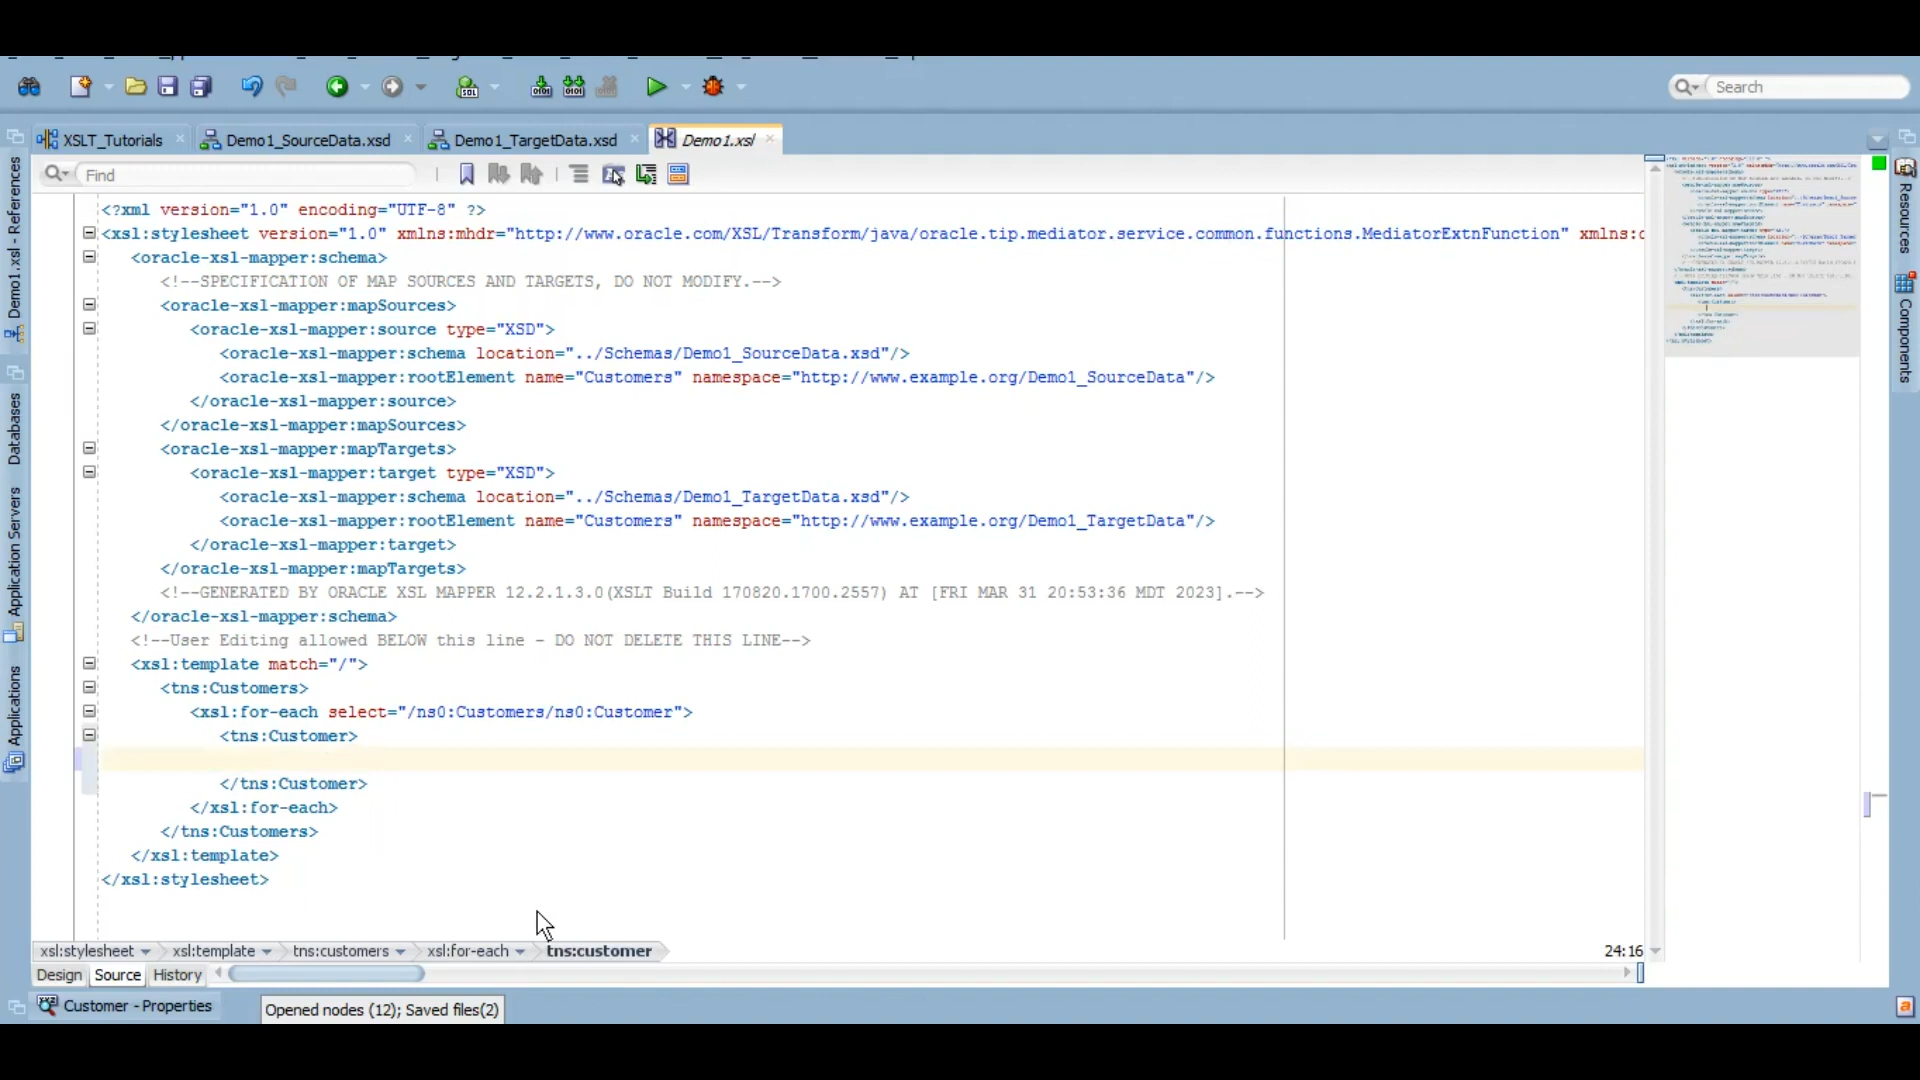 Search
XSLT_Tutorials
Demo1_SourceData.xsd
Demo1_TargetData.xsd
Demo1.xsl
Find
<?xml version="1.0" encoding="UTF-8" ?>
<xsl:stylesheet version="1.0" xmlns:mhdr="http://www.oracle.com/XSL/Transform/java/oracle.tip.mediator.service.common.functions.MediatorExtnFunction" xmlns:o
<oracle-xsl-mapper:schema>
<!--SPECIFICATION OF MAP SOURCES AND TARGETS, DO NOT MODIFY.-->
<oracle-xsl-mapper:mapSources>
<oracle-xsl-mapper:source type="XSD">
<oracle-xsl-mapper:schema location="../Schemas/Demo1_SourceData.xsd"/>
<oracle-xsl-mapper:rootElement name="Customers" namespace="http://www.example.org/Demo1_SourceData"/>
</oracle-xsl-mapper:source>
</oracle-xsl-mapper:mapSources>
<oracle-xsl-mapper:mapTargets>
<oracle-xsl-mapper:target type="XSD">
<oracle-xsl-mapper:schema location="../Schemas/Demo1_TargetData.xsd"/>
<oracle-xsl-mapper:rootElement name="Customers" namespace="http://www.example.org/Demo1_TargetData"/>
</oracle-xsl-mapper:target>
</oracle-xsl-mapper:mapTargets>
<!--GENERATED BY ORACLE XSL MAPPER 12.2.1.3.0(XSLT Build 170820.1700.2557) AT [FRI MAR 31 20:53:36 MDT 2023].-->
</oracle-xsl-mapper:schema>
<!--User Editing allowed BELOW this line - DO NOT DELETE THIS LINE-->
<xsl:template match="/">
<tns:Customers>
<xsl:for-each select="/ns0:Customers/ns0:Customer">
<tns:Customer>
</tns:Customer>
</xsl:for-each>
</tns:Customers>
</xsl:template>
</xsl:stylesheet>
xsl:stylesheet
xsl:template
tns:customers
xsl:for-each
tns:customer
24:16
Design
Source
History
Customer - Properties
Opened nodes (12); Saved files(2)
Demo1.xsl - References
Databases
Application Servers
Applications
Resources
Components